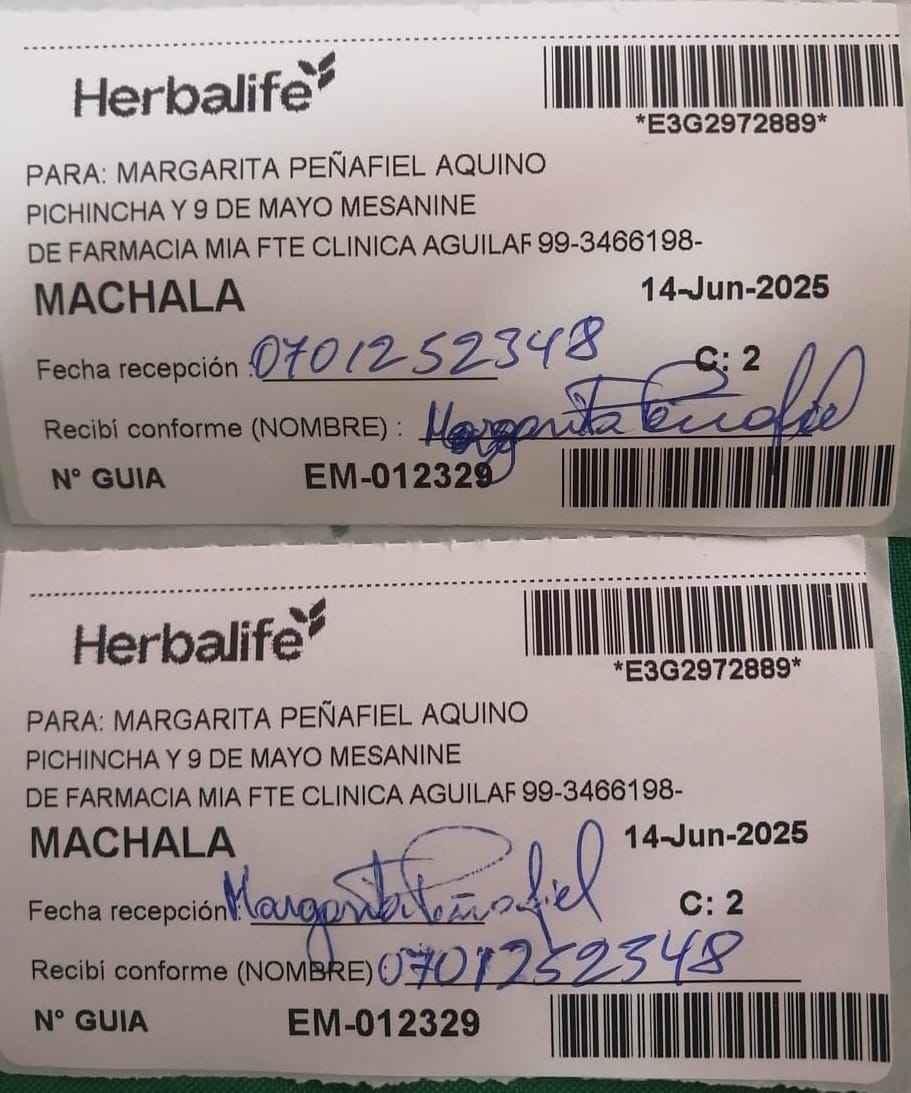 Herbalife
*E3G2972889*
PARA: MARGARITA PEÑAFIEL AQUINO
PICHINCHA Y 9 DE MAYO MESANINE
DE FARMACIA MIA FTE CLINICA AGUILAR 99-3466198-
MACHALA 14-Jun-2025
Fecha recepción : 0701252348 C: 2
Recibí conforme (NOMBRE) : Margarita Peñafiel
N° GUIA EM-012329
Herbalife
*E3G2972889*
PARA: MARGARITA PEÑAFIEL AQUINO
PICHINCHA Y 9 DE MAYO MESANINE
DE FARMACIA MIA FTE CLINICA AGUILAR 99-3466198-
MACHALA 14-Jun-2025
Fecha recepción Margarita Peñafiel C: 2
Recibí conforme (NOMBRE) 0701252348
N° GUIA EM-012329